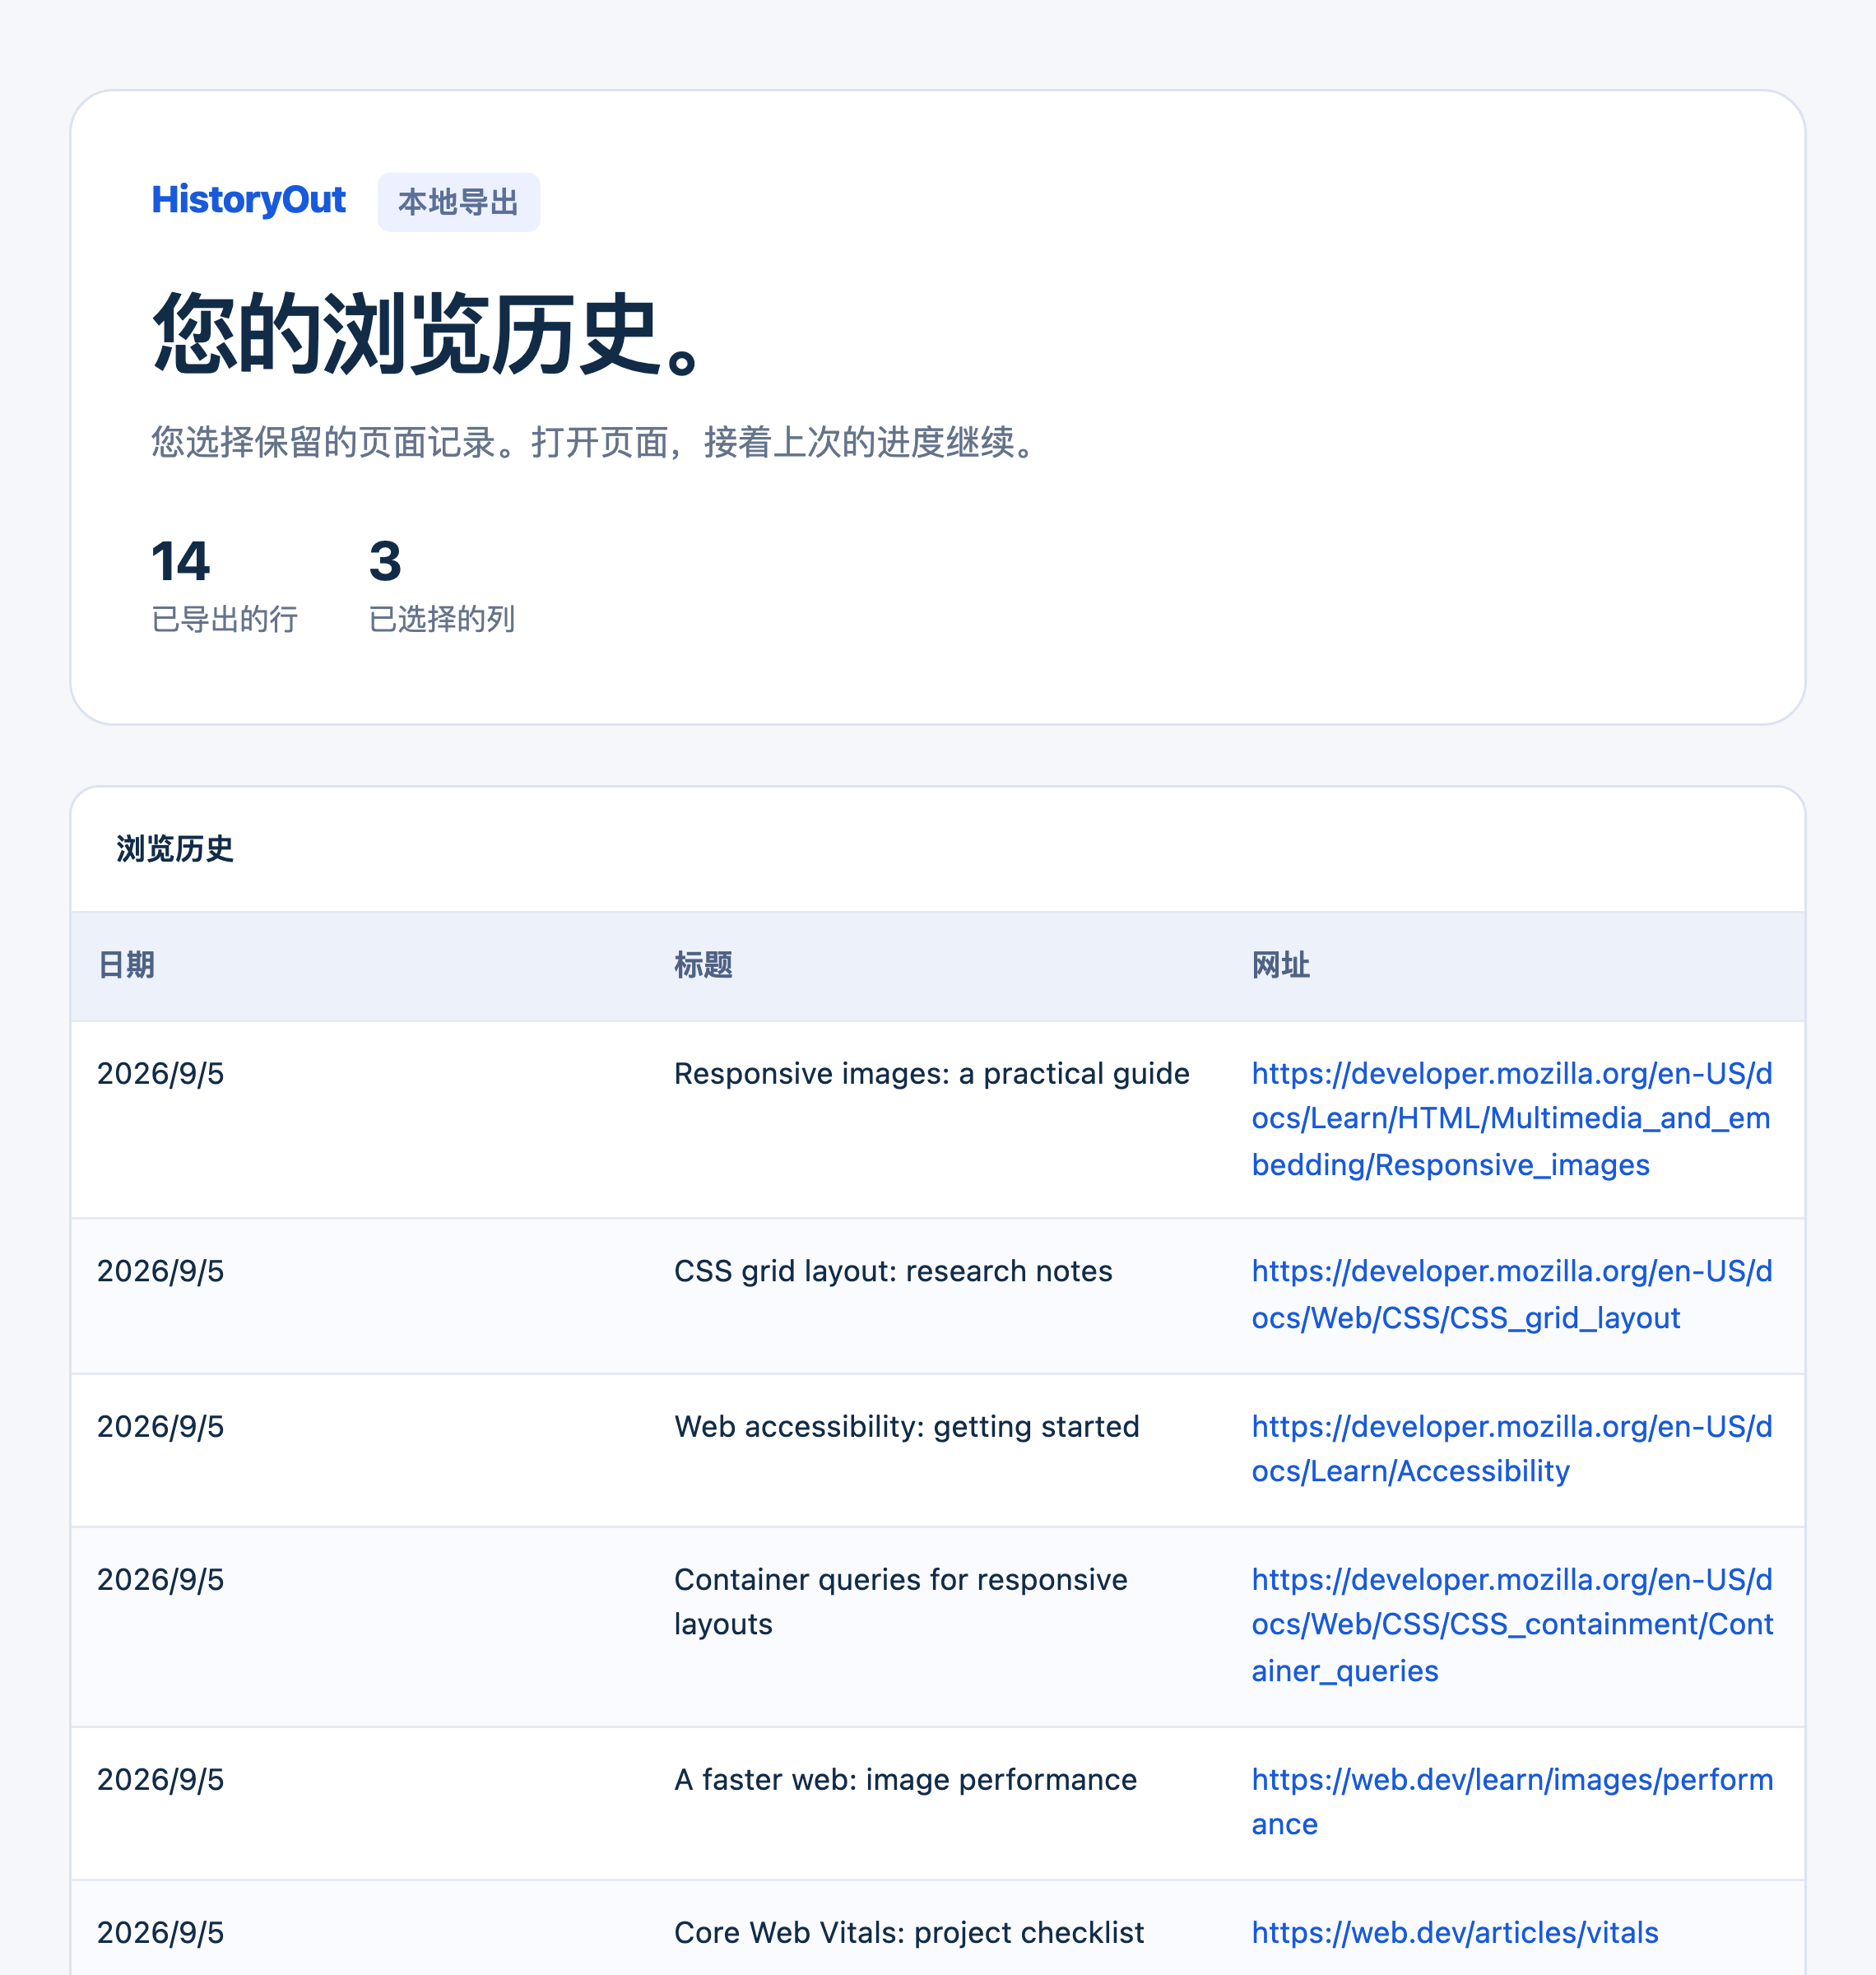 HistoryOut 本地导出
您的浏览历史。
您选择保留的页面记录。打开页面，接着上次的进度继续。
14 3
已导出的行 已选择的列
浏览历史
日期 标题 网址
2026/9/5 Responsive images: a practical guide https://developer.mozilla.org/en-US/d
ocs/Learn/HTML/Multimedia_and_em
bedding/Responsive_images
2026/9/5 CSS grid layout: research notes https://developer.mozilla.org/en-US/d
ocs/Web/CSS/CSS_grid_layout
2026/9/5 Web accessibility: getting started https://developer.mozilla.org/en-US/d
ocs/Learn/Accessibility
2026/9/5 Container queries for responsive https://developer.mozilla.org/en-US/d
layouts ocs/Web/CSS/CSS_containment/Cont
ainer_queries
2026/9/5 A faster web: image performance https://web.dev/learn/images/perform
ance
2026/9/5 Core Web Vitals: project checklist https://web.dev/articles/vitals